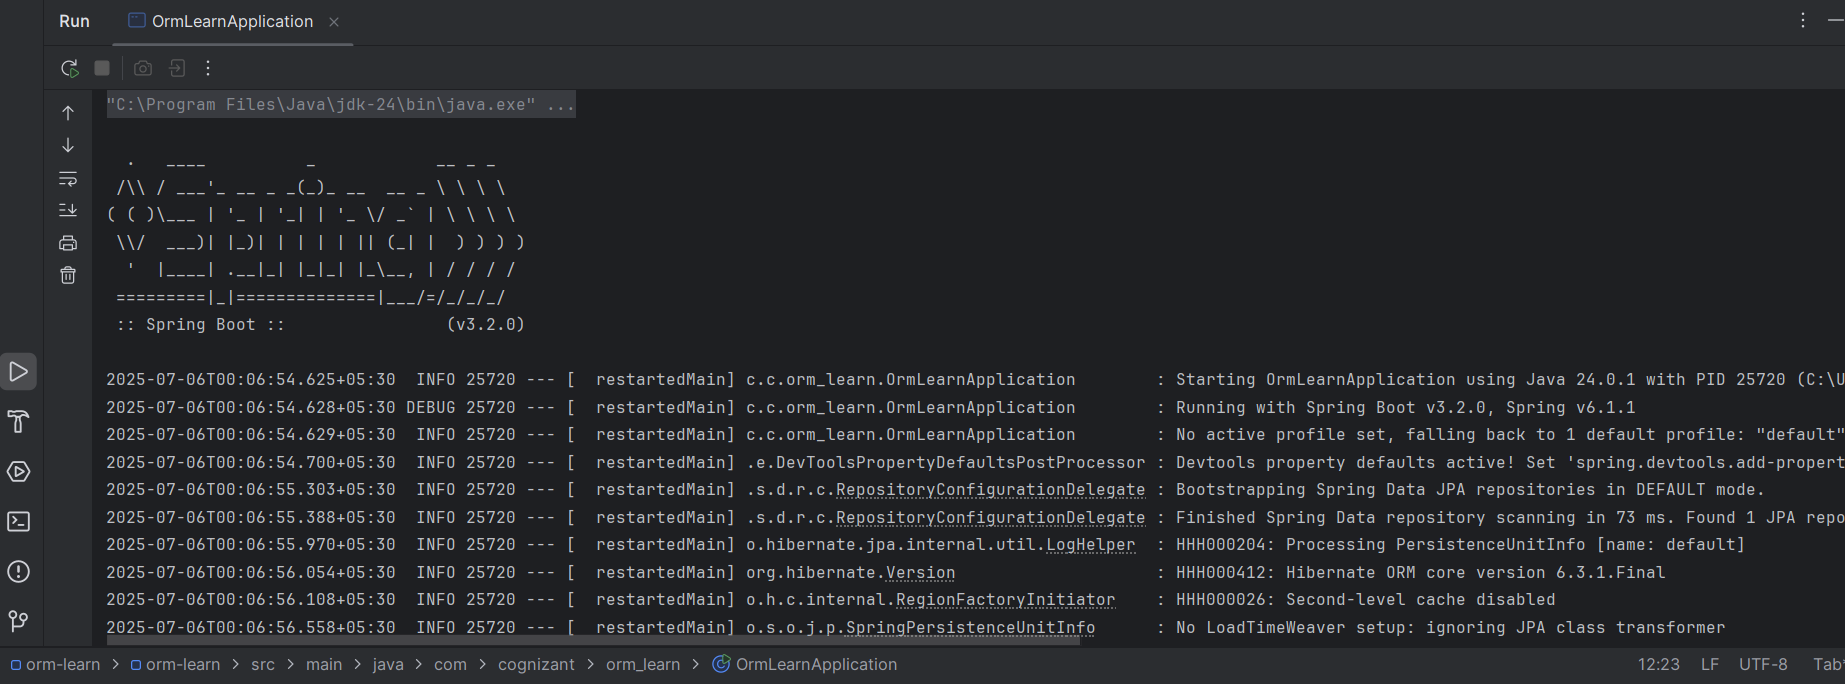 Run OrmLearnApplication
"C:\Program Files\Java\jdk-24\bin\java.exe" ...
  .   ____          _            __ _ _
 /\\ / ___'_ __ _ _(_)_ __  __ _ \ \ \ \
( ( )\___ | '_ | '_| | '_ \/ _` | \ \ \ \
 \\/  ___)| |_)| | | | | || (_| |  ) ) ) )
  '  |____| .__|_| |_|_| |_\__, | / / / /
 =========|_|==============|___/=/_/_/_/
 :: Spring Boot ::                (v3.2.0)
2025-07-06T00:06:54.625+05:30  INFO 25720 --- [  restartedMain] c.c.orm_learn.OrmLearnApplication        : Starting OrmLearnApplication using Java 24.0.1 with PID 25720 (C:\U
2025-07-06T00:06:54.628+05:30 DEBUG 25720 --- [  restartedMain] c.c.orm_learn.OrmLearnApplication        : Running with Spring Boot v3.2.0, Spring v6.1.1
2025-07-06T00:06:54.629+05:30  INFO 25720 --- [  restartedMain] c.c.orm_learn.OrmLearnApplication        : No active profile set, falling back to 1 default profile: "default"
2025-07-06T00:06:54.700+05:30  INFO 25720 --- [  restartedMain] .e.DevToolsPropertyDefaultsPostProcessor : Devtools property defaults active! Set 'spring.devtools.add-propert
2025-07-06T00:06:55.303+05:30  INFO 25720 --- [  restartedMain] .s.d.r.c.RepositoryConfigurationDelegate : Bootstrapping Spring Data JPA repositories in DEFAULT mode.
2025-07-06T00:06:55.388+05:30  INFO 25720 --- [  restartedMain] .s.d.r.c.RepositoryConfigurationDelegate : Finished Spring Data repository scanning in 73 ms. Found 1 JPA repo
2025-07-06T00:06:55.970+05:30  INFO 25720 --- [  restartedMain] o.hibernate.jpa.internal.util.LogHelper  : HHH000204: Processing PersistenceUnitInfo [name: default]
2025-07-06T00:06:56.054+05:30  INFO 25720 --- [  restartedMain] org.hibernate.Version                    : HHH000412: Hibernate ORM core version 6.3.1.Final
2025-07-06T00:06:56.108+05:30  INFO 25720 --- [  restartedMain] o.h.c.internal.RegionFactoryInitiator    : HHH000026: Second-level cache disabled
2025-07-06T00:06:56.558+05:30  INFO 25720 --- [  restartedMain] o.s.o.j.p.SpringPersistenceUnitInfo      : No LoadTimeWeaver setup: ignoring JPA class transformer
orm-learn > orm-learn > src > main > java > com > cognizant > orm_learn > OrmLearnApplication 12:23 LF UTF-8 Tab